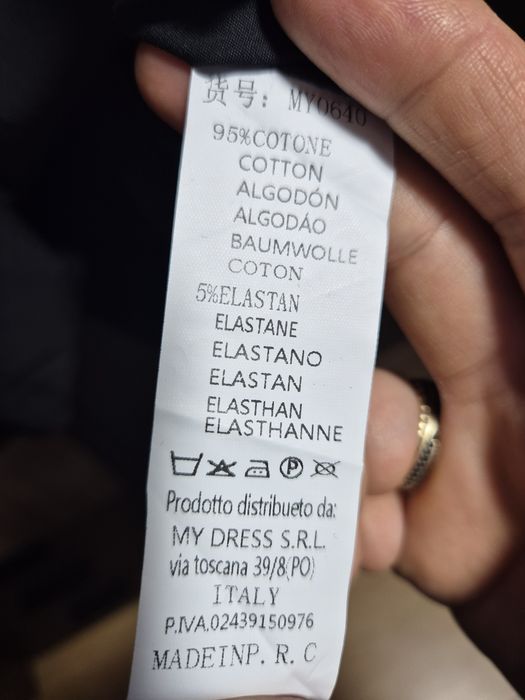 货号: MY0640
95%COTONE
COTTON
ALGODÓN
ALGODÁO
BAUMWOLLE
COTON
5%ELASTAN
ELASTANE
ELASTANO
ELASTAN
ELASTHAN
ELASTHANNE
P
Prodotto distribueto da:
MY DRESS S.R.L.
via toscana 39/8(PO)
ITALY
P.IVA.02439150976
MADEINP. R. C